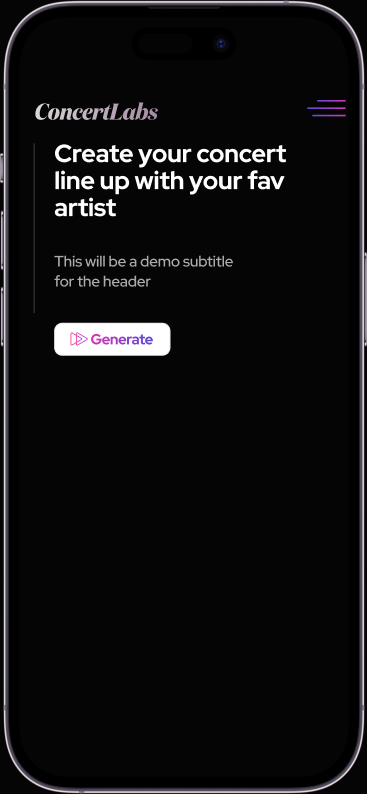 ConcertLabs
Create your concert
line up with your fav
artist
This will be a demo subtitle
for the header
Generate